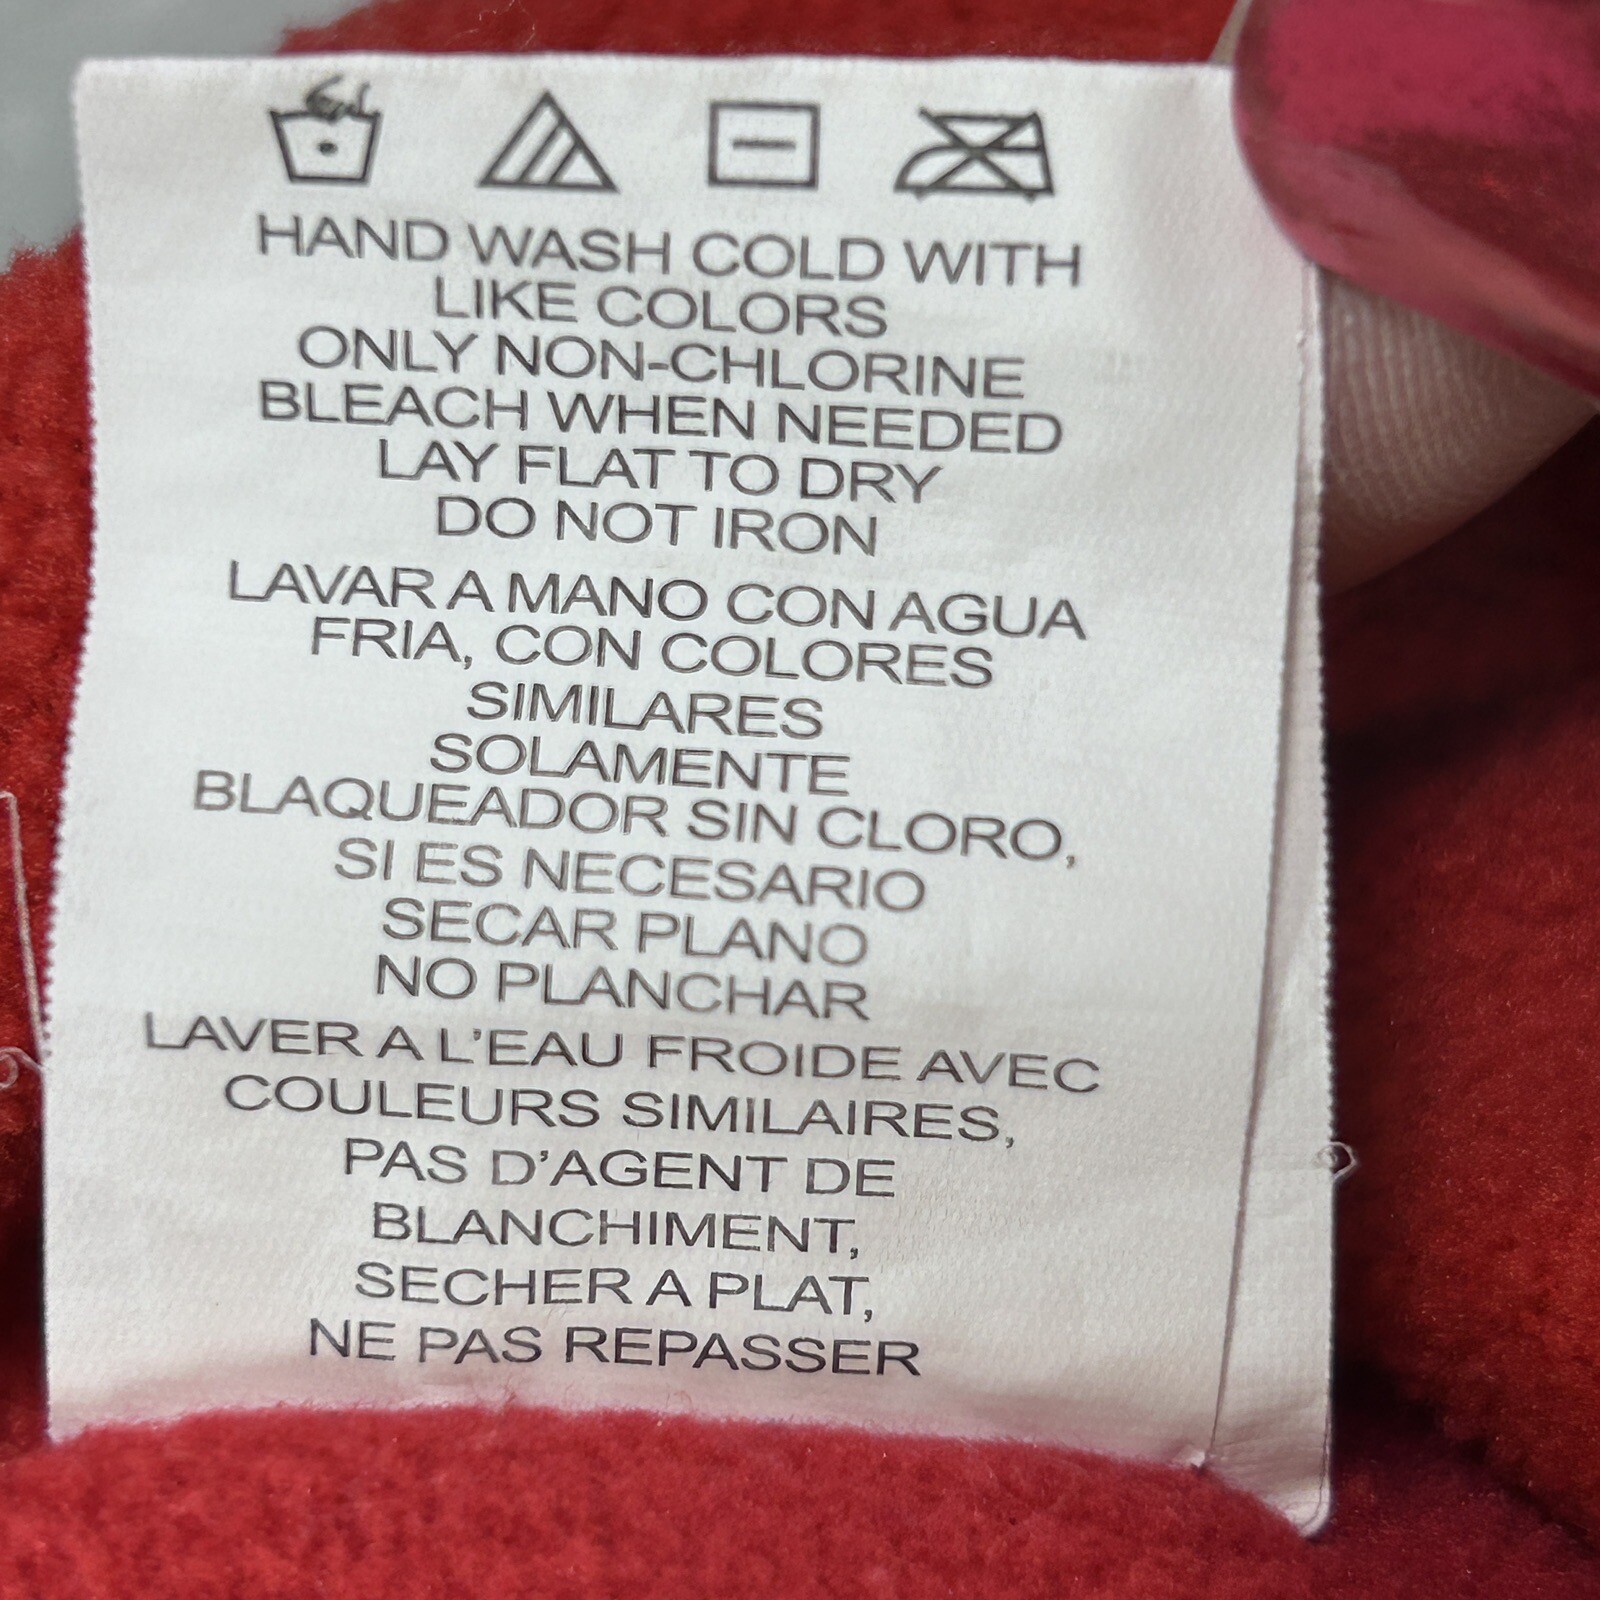 HAND WASH COLD WITH
LIKE COLORS
ONLY NON-CHLORINE
BLEACH WHEN NEEDED
LAY FLAT TO DRY
DO NOT IRON
LAVAR A MANO CON AGUA
FRIA, CON COLORES
SIMILARES
SOLAMENTE
BLAQUEADOR SIN CLORO,
SI ES NECESARIO
SECAR PLANO
NO PLANCHAR
LAVER A L'EAU FROIDE AVEC
COULEURS SIMILAIRES,
PAS D'AGENT DE
BLANCHIMENT,
SECHER A PLAT,
NE PAS REPASSER